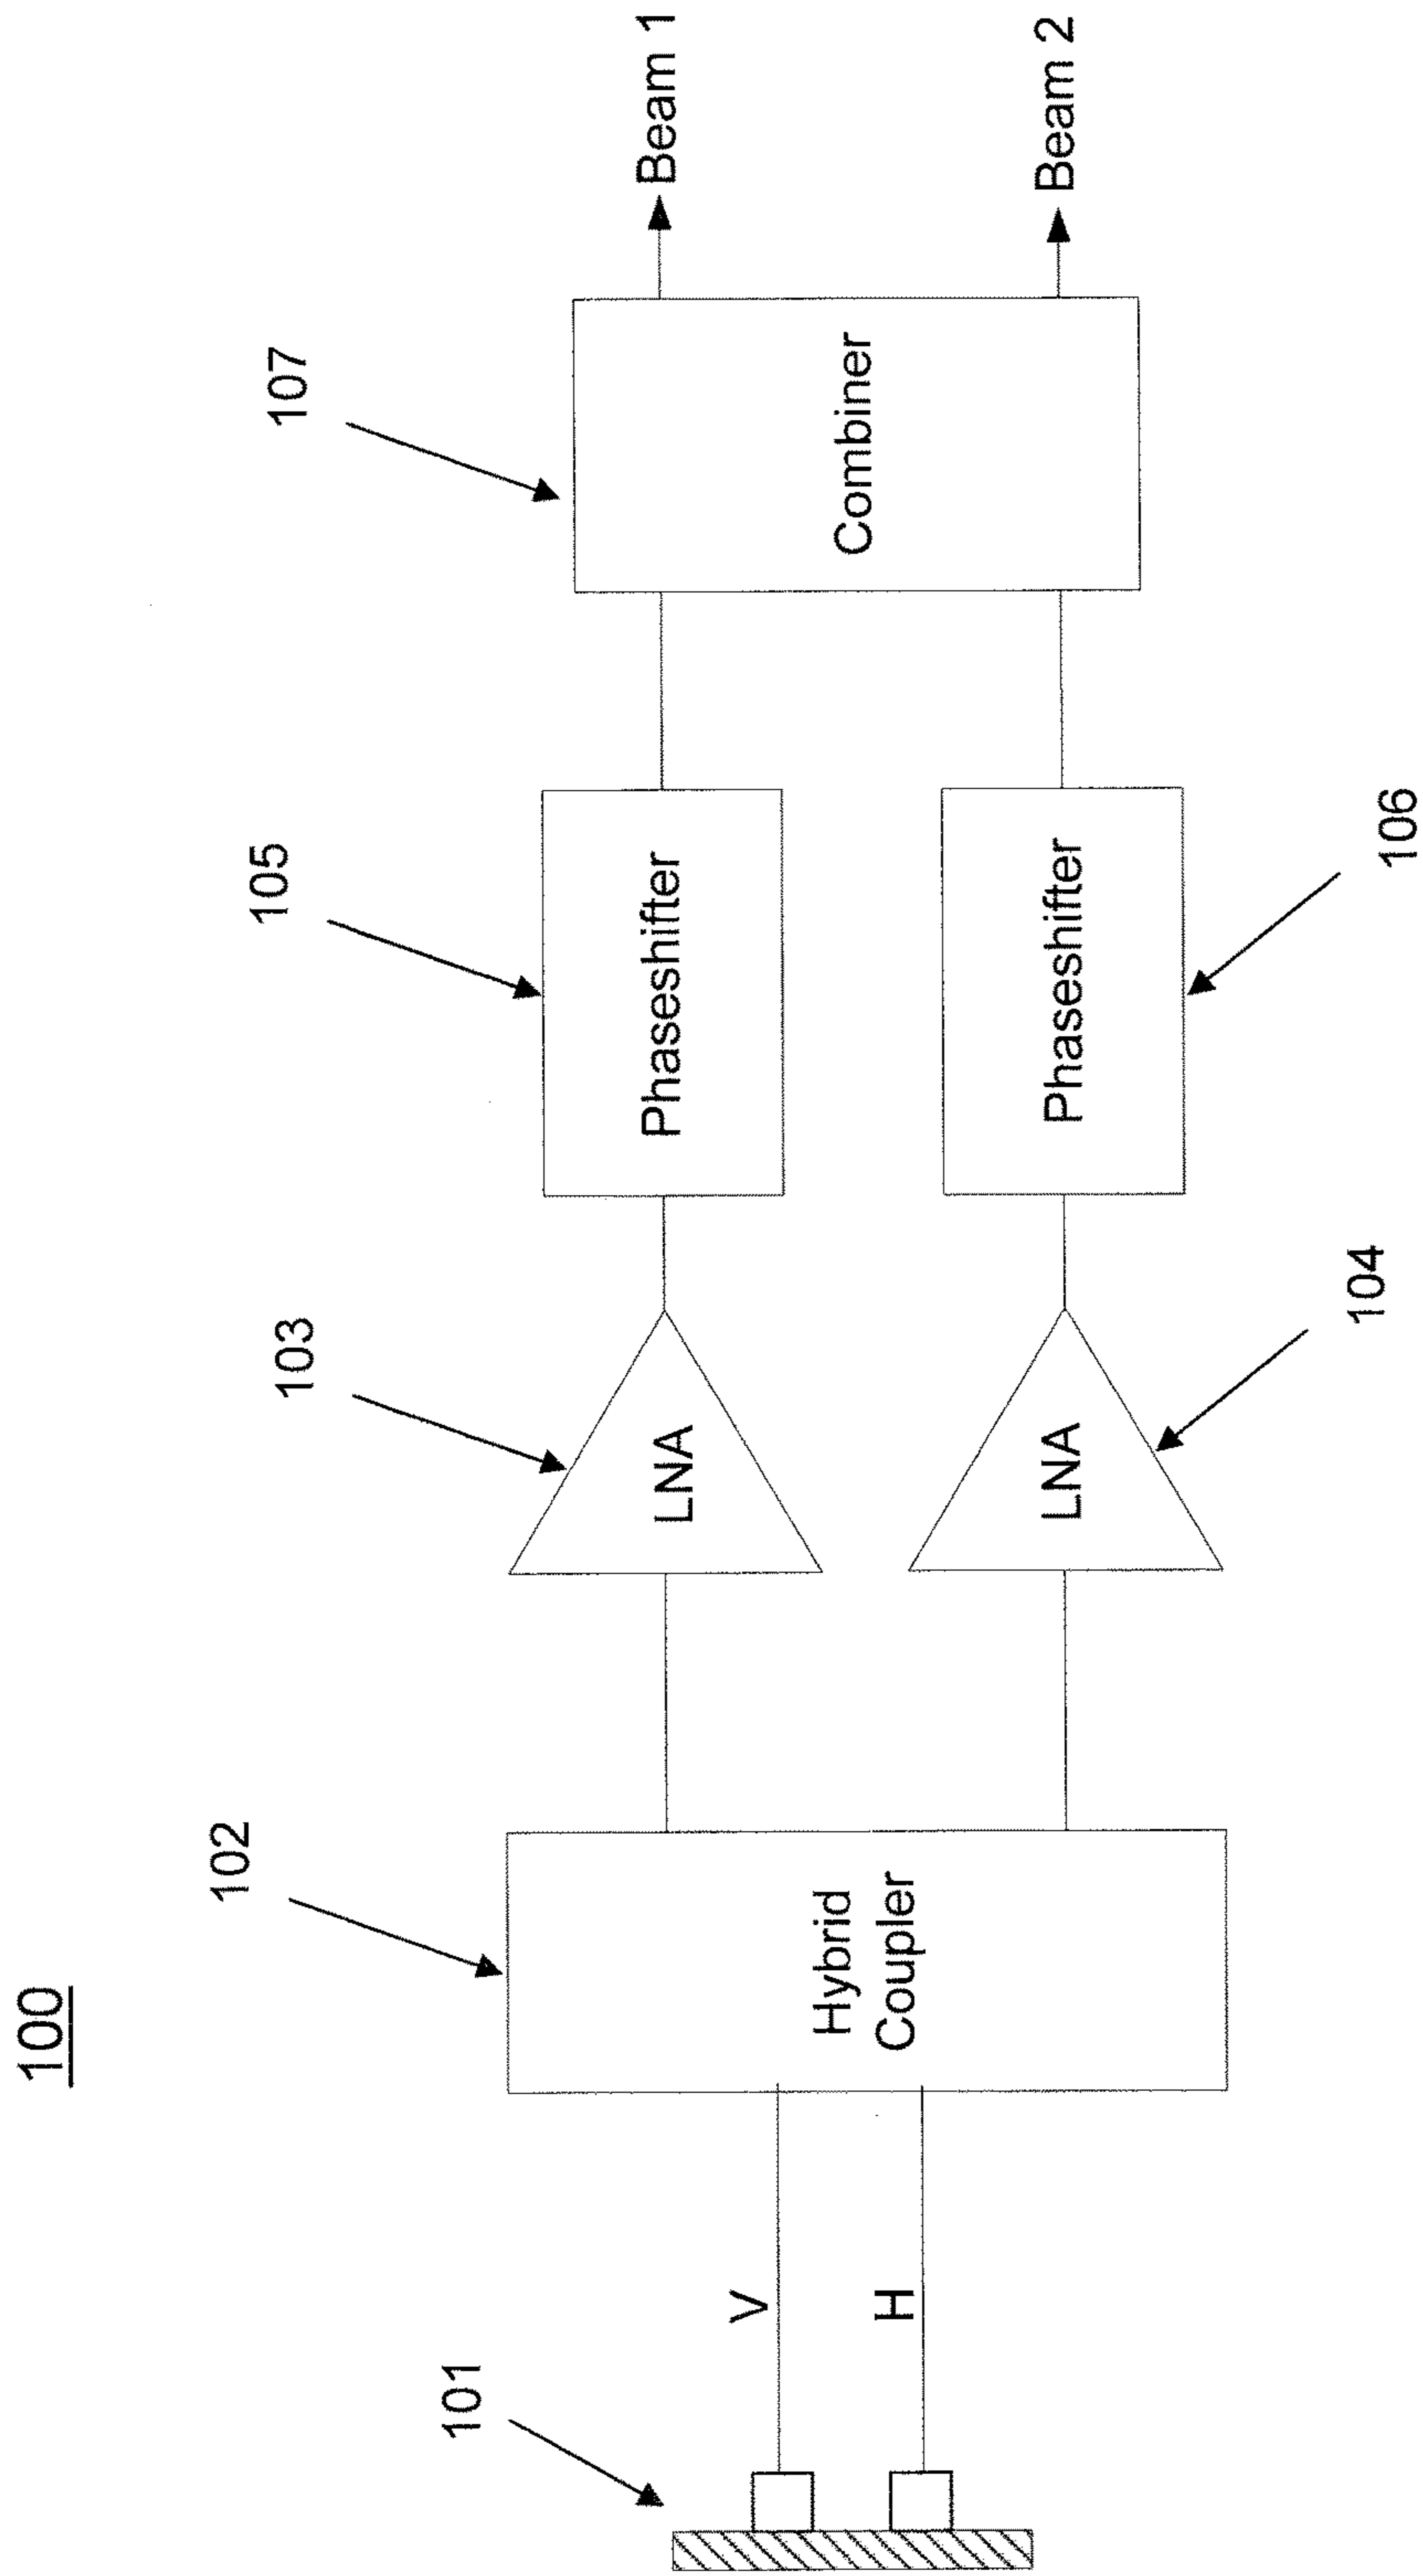 100
101
V
H
102
Hybrid
Coupler
103
LNA
104
LNA
105
Phaseshifter
106
Phaseshifter
107
Combiner
Beam 1
Beam 2